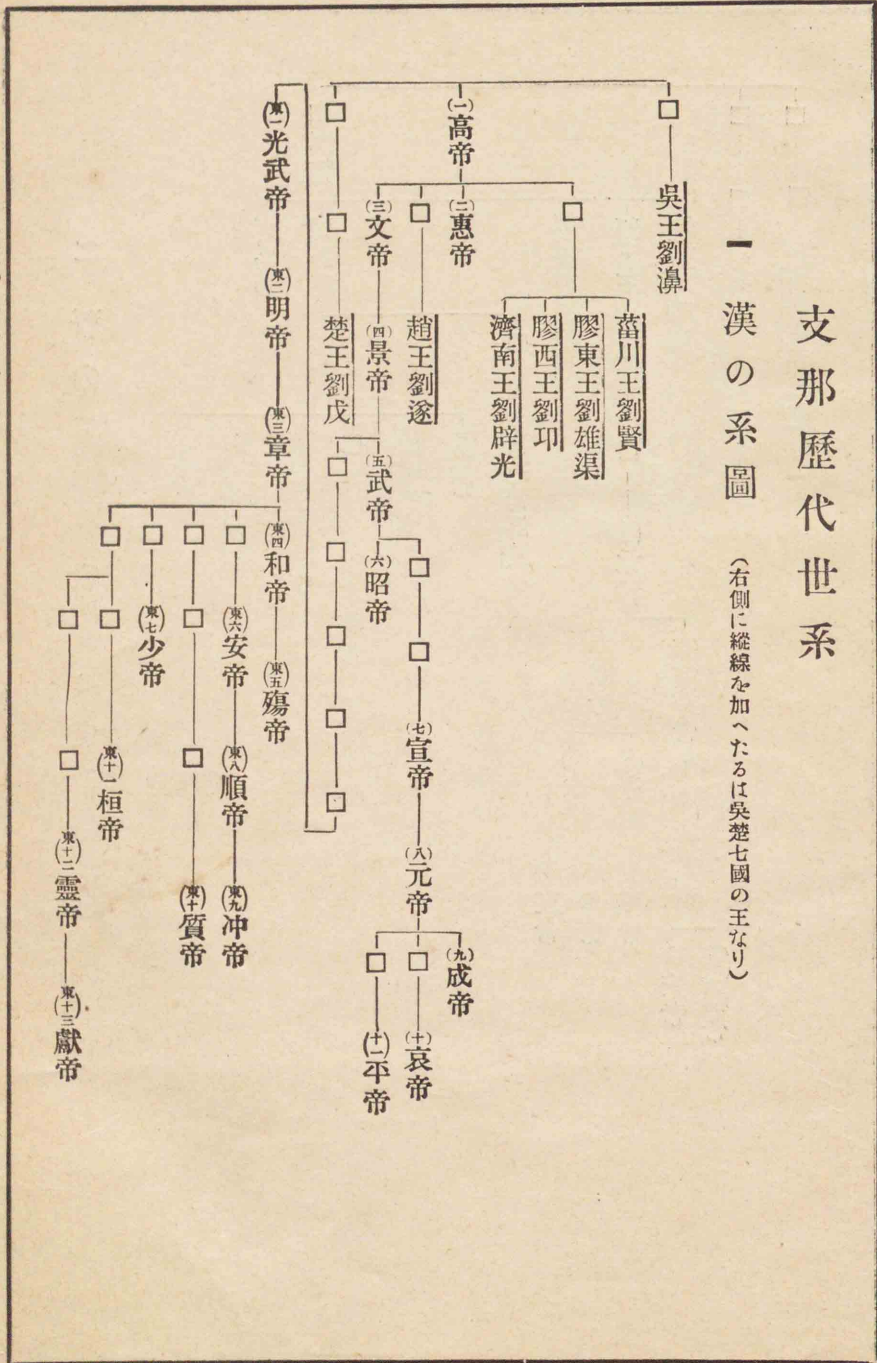 支那歷代世系
一 漢の系圖 (右側に縱線を加へたるは吳楚七國の王なり)
□ 吳王劉濞
(一)高帝
□
菑川王劉賢
膠東王劉雄渠
膠西王劉卭
濟南王劉辟光
(二)惠帝
□ 趙王劉遂
(三)文帝 (四)景帝
(五)武帝
□ □ (七)宣帝 (八)元帝
(九)成帝
□ (十)哀帝
□ (十一)平帝
(六)昭帝
□ □ □ □ □
□ □ 楚王劉戊
(東一)光武帝 (東二)明帝 (東三)章帝
(東四)和帝 (東五)殤帝
□ (東六)安帝 (東八)順帝 (東九)冲帝
□ □ □ (東十)質帝
□ (東七)少帝
□ □ (東十一)桓帝
□ □ (東十二)靈帝 (東十三)獻帝